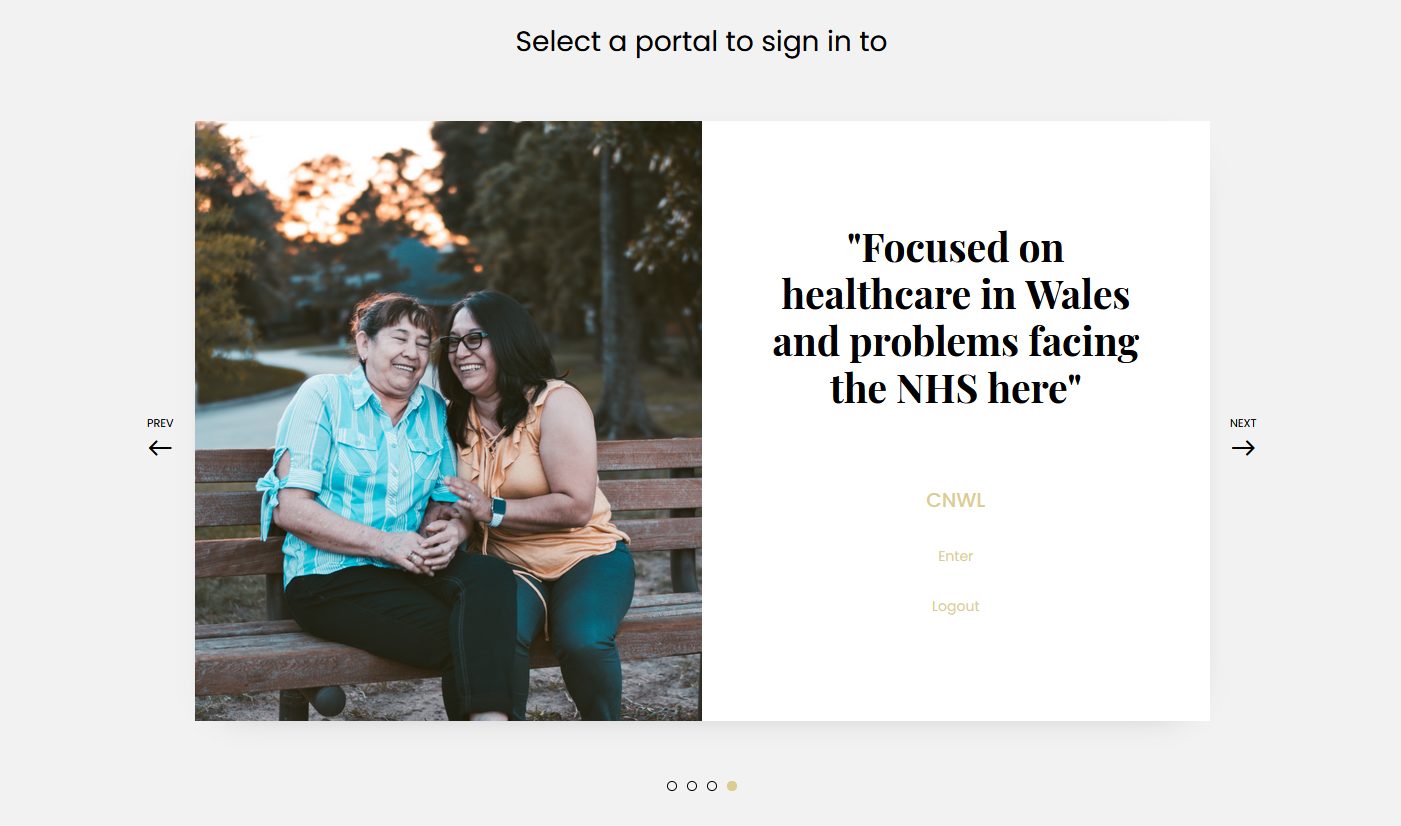 Select a portal to sign in to
"Focused on
healthcare in Wales
and problems facing
the NHS here"
PREV
NEXT
CNWL
Enter
Logout